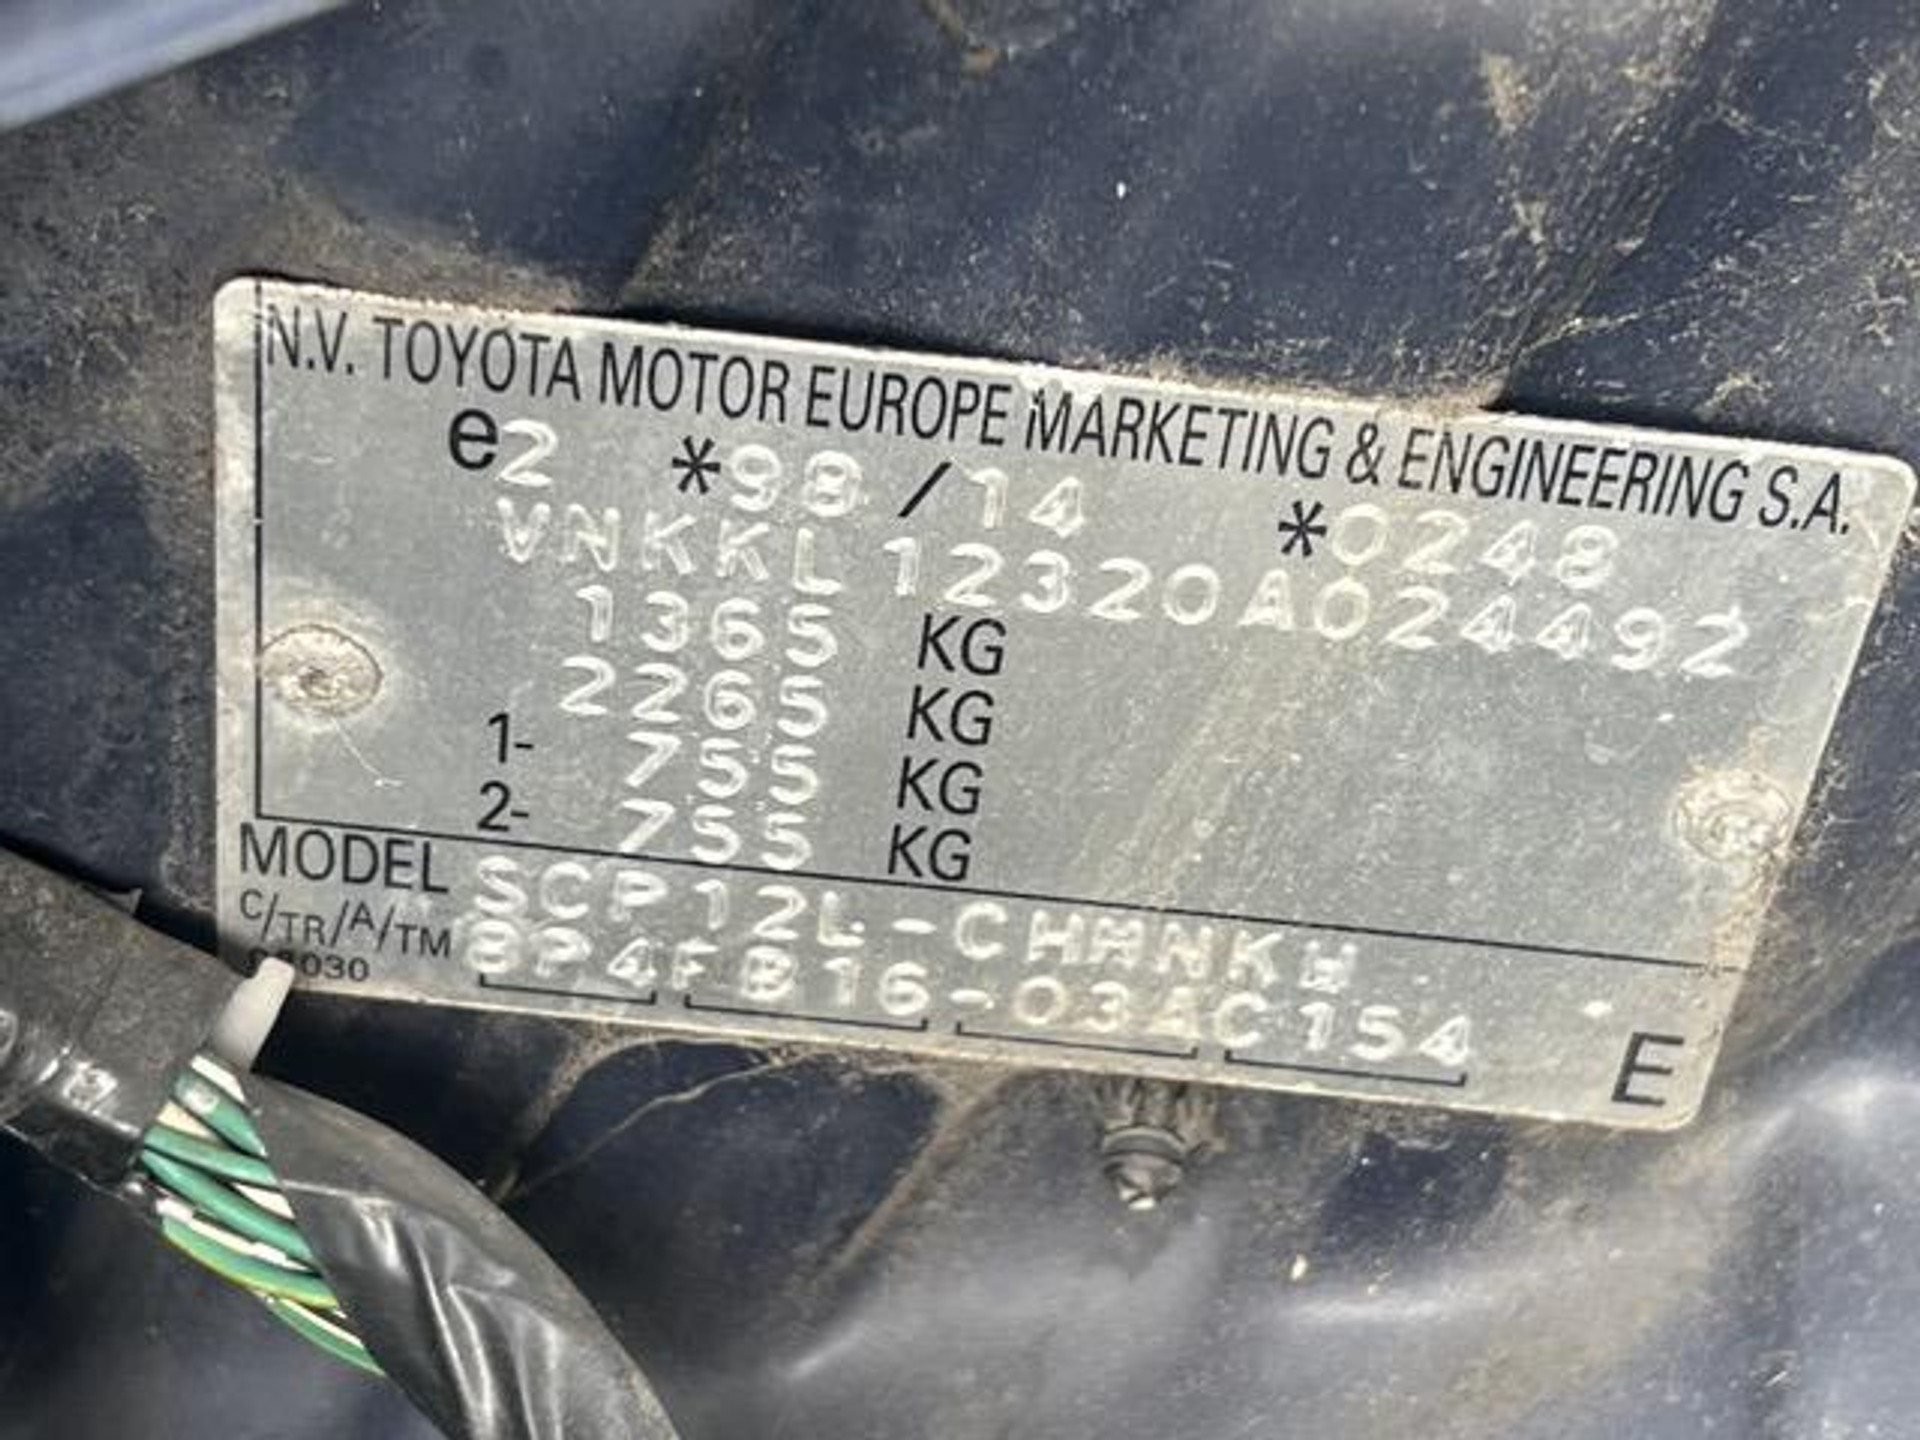 N.V. TOYOTA MOTOR EUROPE MARKETING & ENGINEERING S.A.
e2 *98/14 *0248
VNKKL12320A024492
1365 KG
2265 KG
1- 755 KG
2- 755 KG
MODEL SCP12L-CHMNKW
C/TR/A/TM 8P4 FB16 -03A C154
E